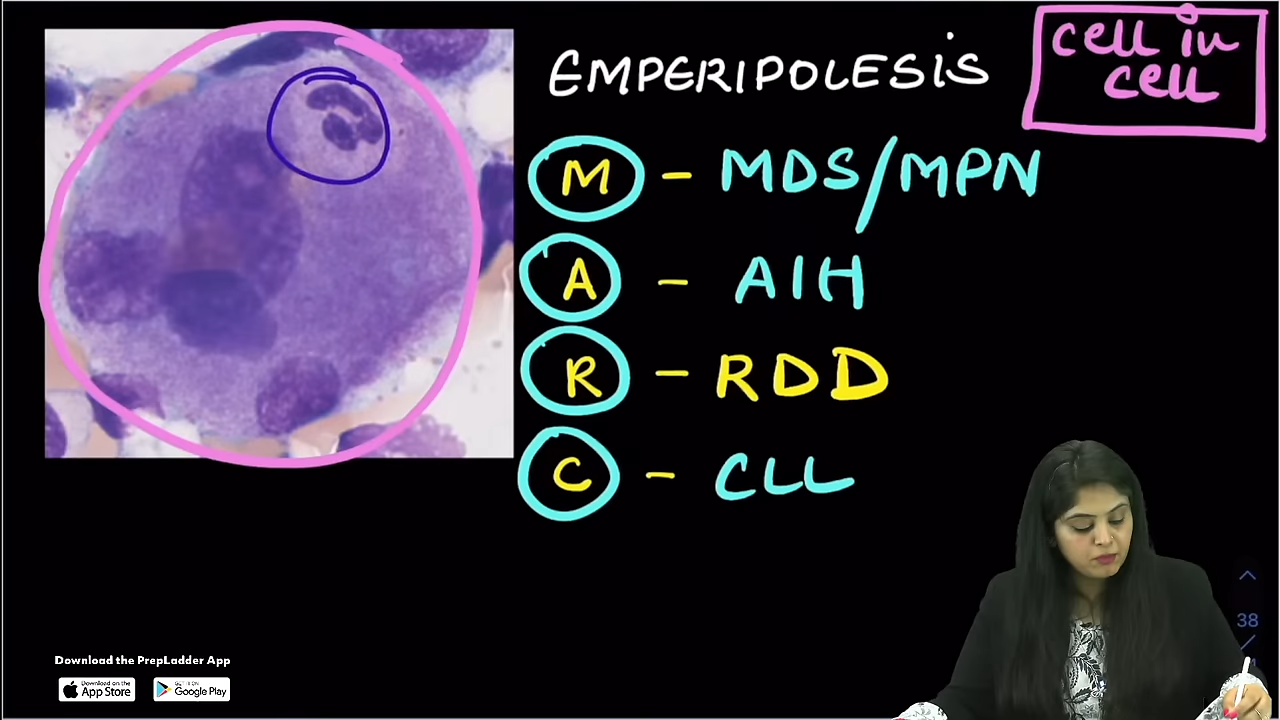 EMPERIPOLESIS
cell in
cell
M - MDS/MPN
A - AIH
R - RDD
C - CLL
38
Download the PrepLadder App
Download on the
App Store
GET IT ON
Google Play